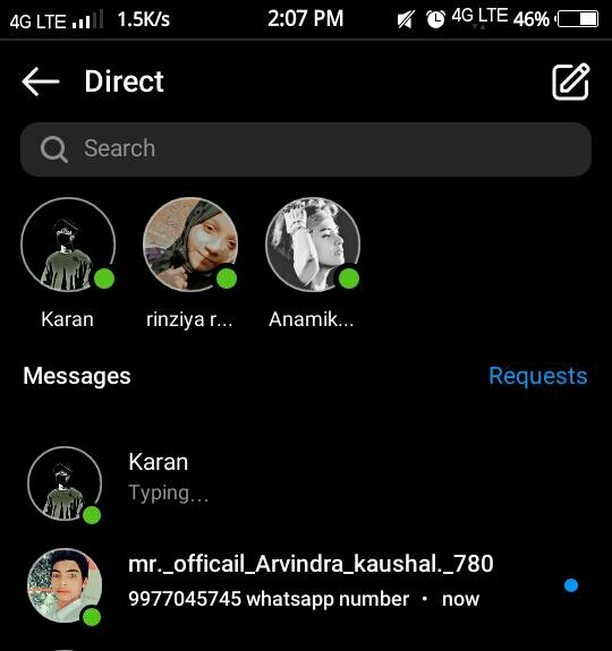 4G LTE 1.5K/s 2:07 PM 4G LTE 46%
Direct
Search
Karan rinziya r... Anamik...
Messages Requests
Karan
Typing...
mr._officail_Arvindra_kaushal._780
9977045745 whatsapp number · now